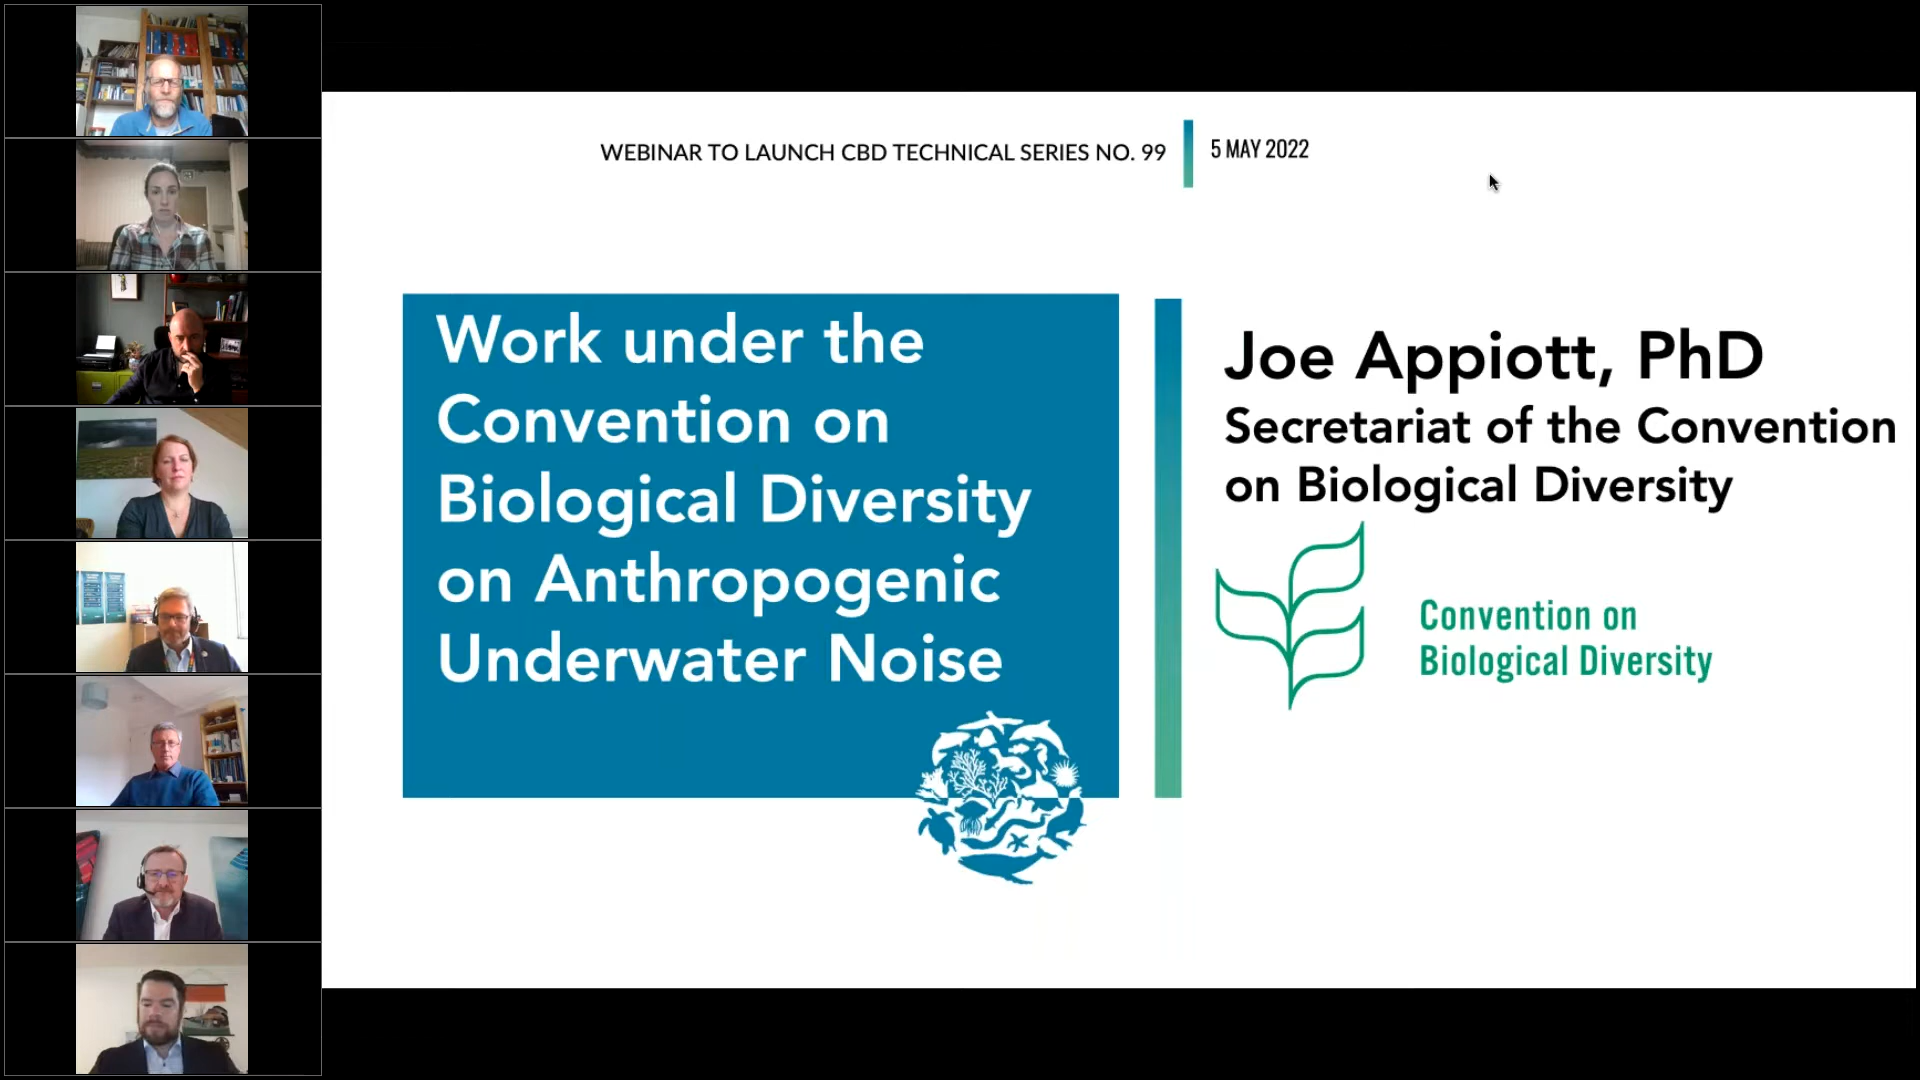 WEBINAR TO LAUNCH CBD TECHNICAL SERIES NO. 99
5 MAY 2022
Work under the
Convention on
Biological Diversity
on Anthropogenic
Underwater Noise
Joe Appiott, PhD
Secretariat of the Convention
on Biological Diversity
Convention on
Biological Diversity